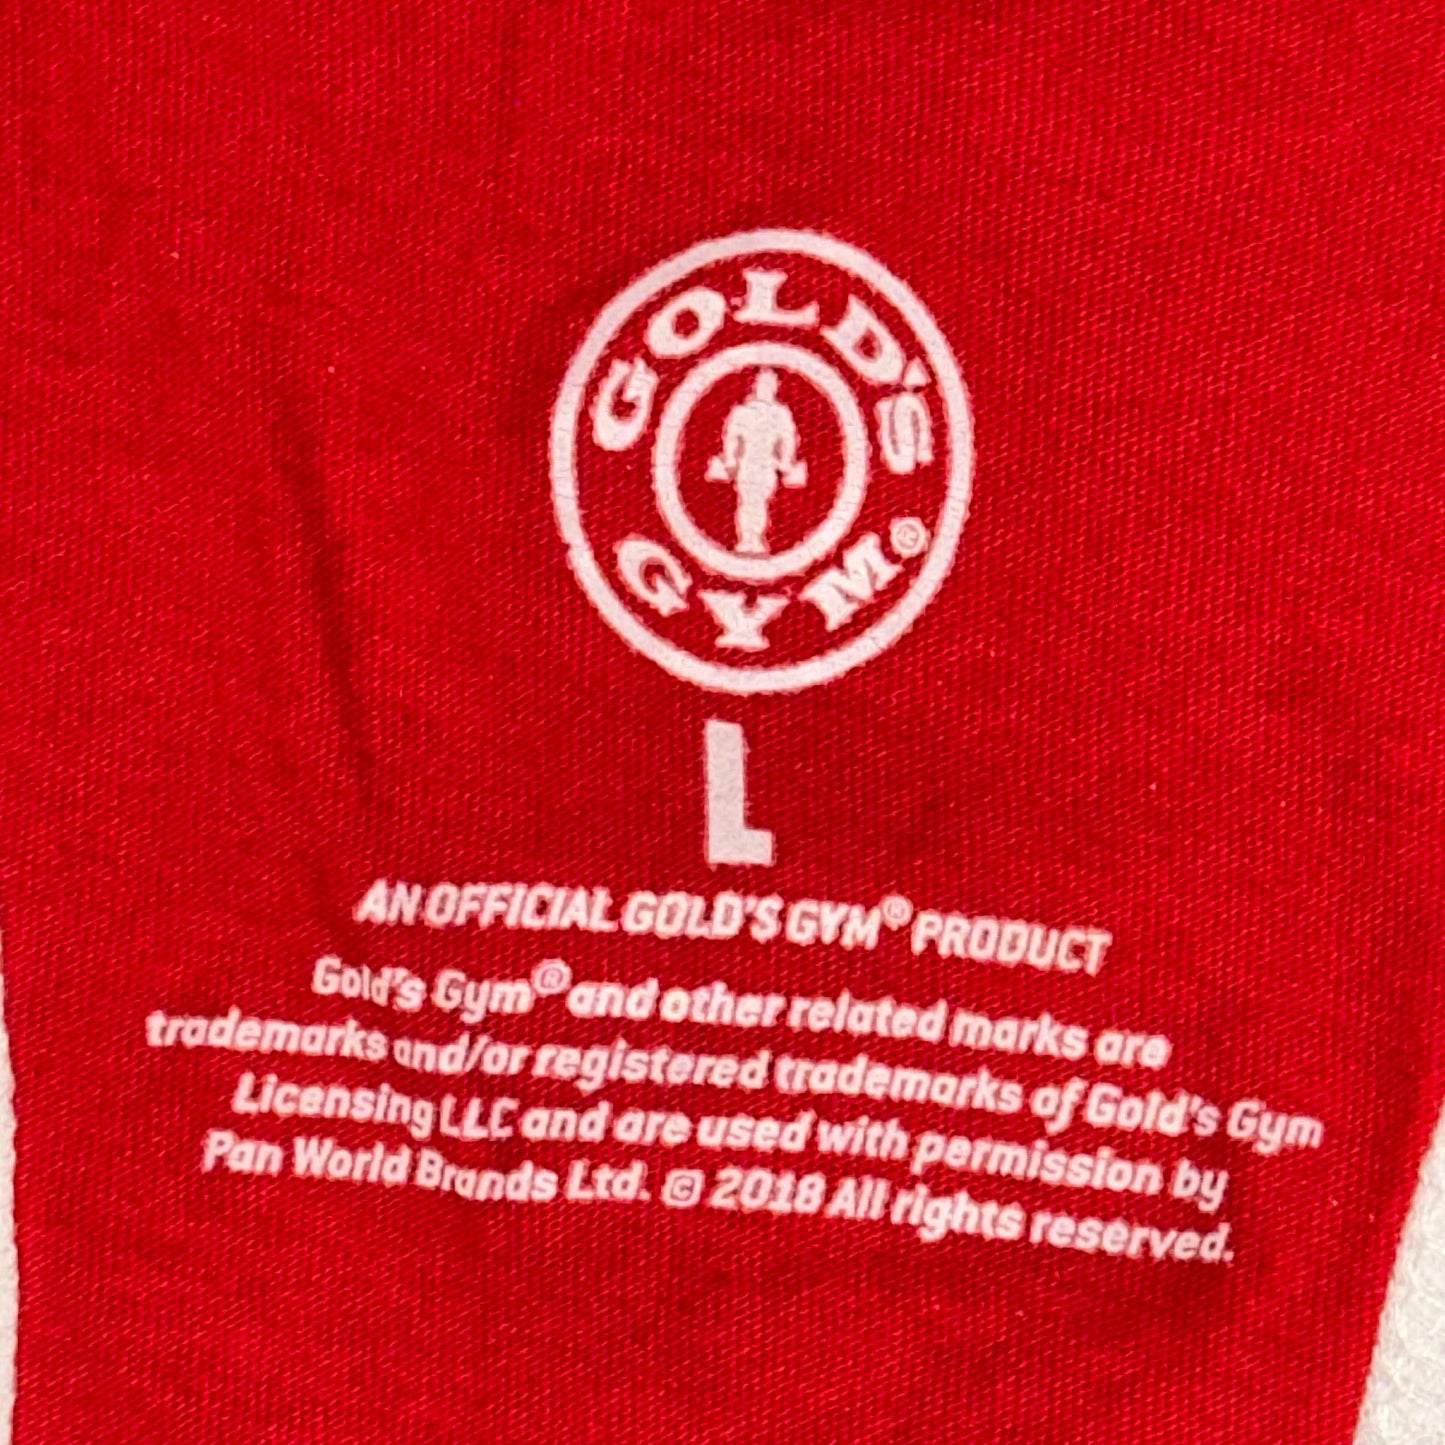 GOLD'S
GYM®
L
AN OFFICIAL GOLD'S GYM® PRODUCT
Gold's Gym® and other related marks are
trademarks and/or registered trademarks of Gold's Gym
Licensing LLC and are used with permission by
Pan World Brands Ltd. © 2018 All rights reserved.